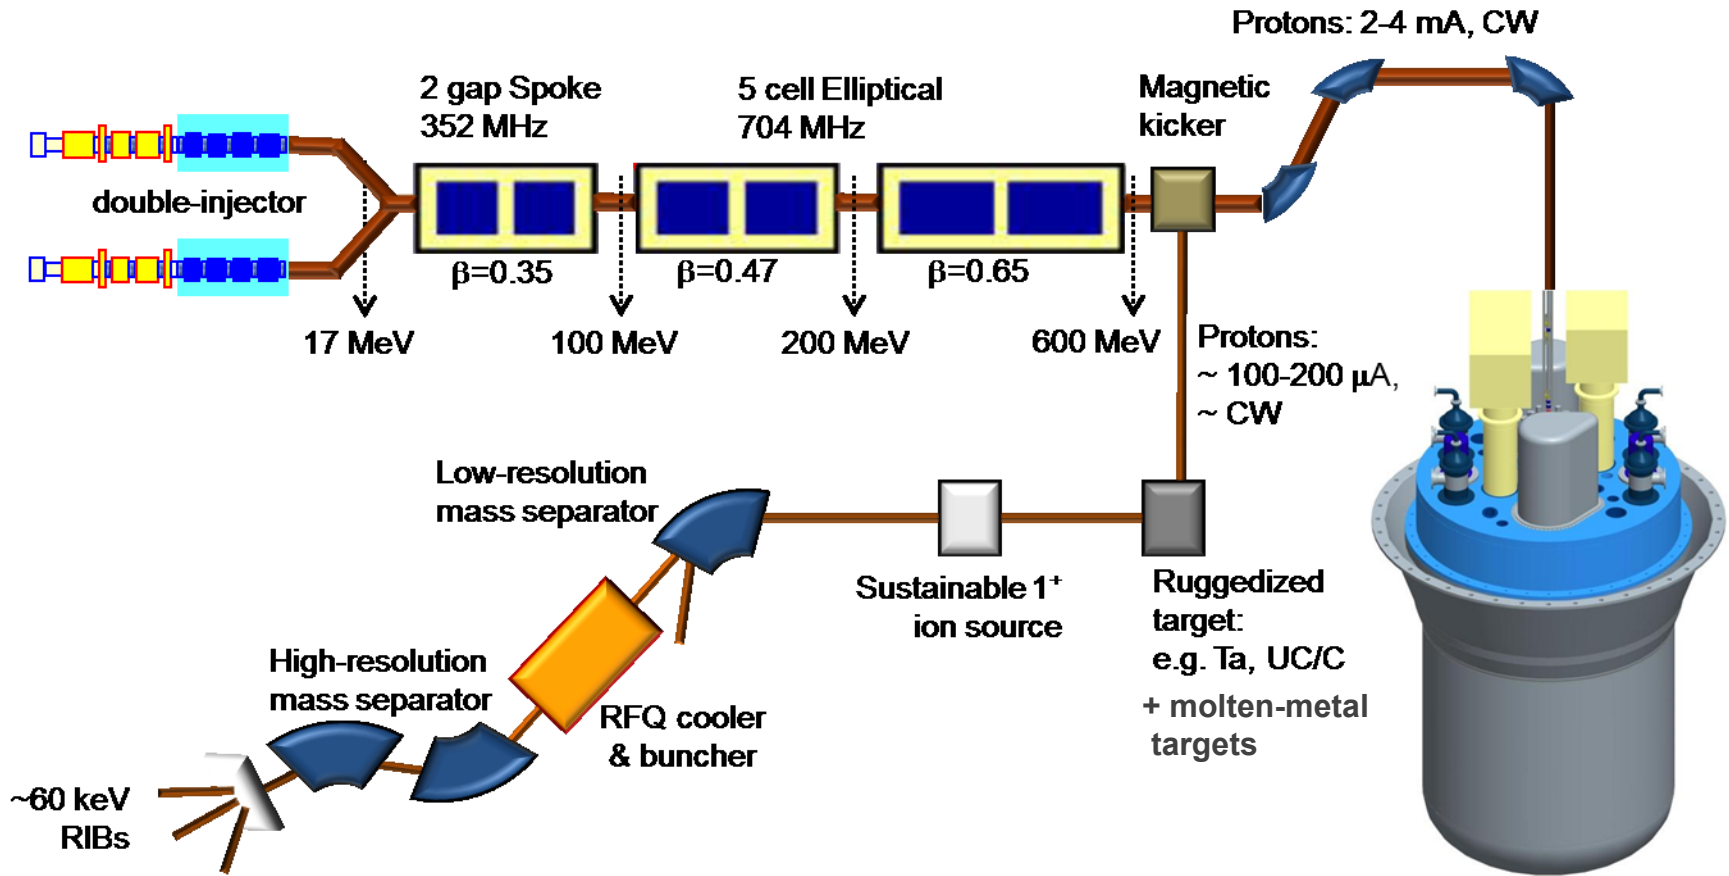 Protons: 2-4 mA, CW
2 gap Spoke
352 MHz
5 cell Elliptical
704 MHz
Magnetic
kicker
double-injector
β=0.35
β=0.47
β=0.65
17 MeV
100 MeV
200 MeV
600 MeV
Protons:
~ 100-200 μA,
~ CW
Low-resolution
mass separator
Sustainable 1⁺
ion source
Ruggedized
target:
e.g. Ta, UC/C
+ molten-metal
targets
High-resolution
mass separator
RFQ cooler
& buncher
~60 keV
RIBs